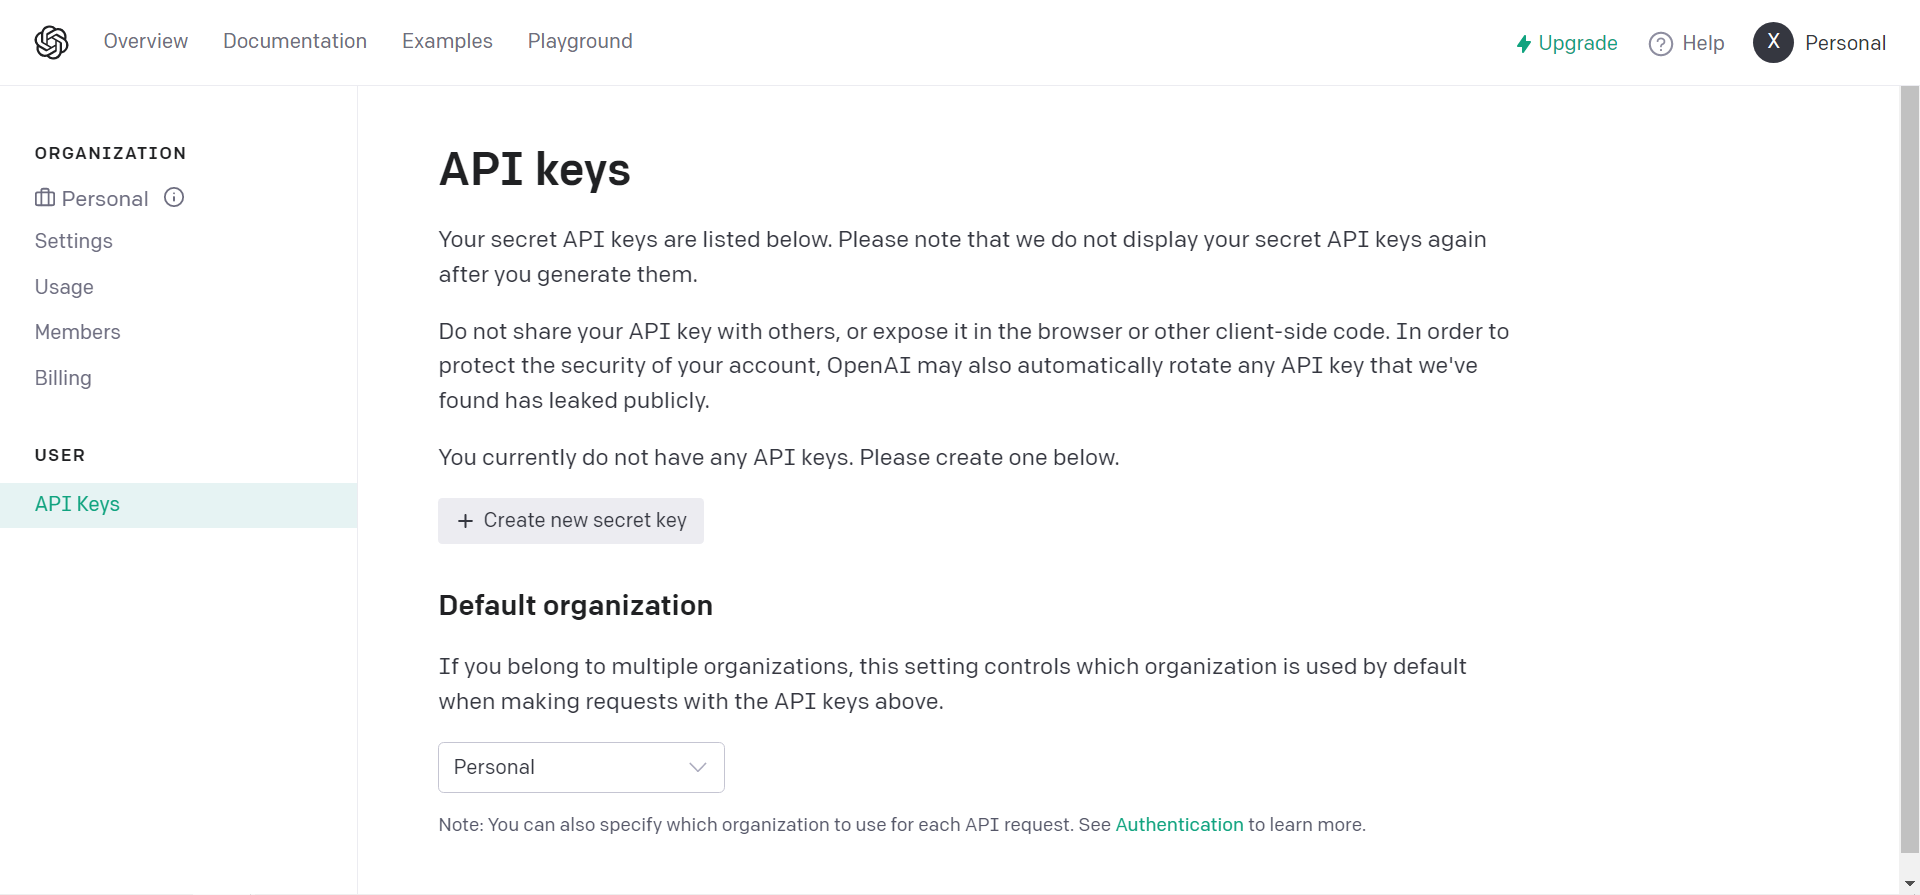 Overview Documentation Examples Playground
Upgrade Help X Personal
ORGANIZATION
Personal
Settings
Usage
Members
Billing
USER
API Keys
API keys
Your secret API keys are listed below. Please note that we do not display your secret API keys again
after you generate them.
Do not share your API key with others, or expose it in the browser or other client-side code. In order to
protect the security of your account, OpenAI may also automatically rotate any API key that we've
found has leaked publicly.
You currently do not have any API keys. Please create one below.
+ Create new secret key
Default organization
If you belong to multiple organizations, this setting controls which organization is used by default
when making requests with the API keys above.
Personal
Note: You can also specify which organization to use for each API request. See Authentication to learn more.